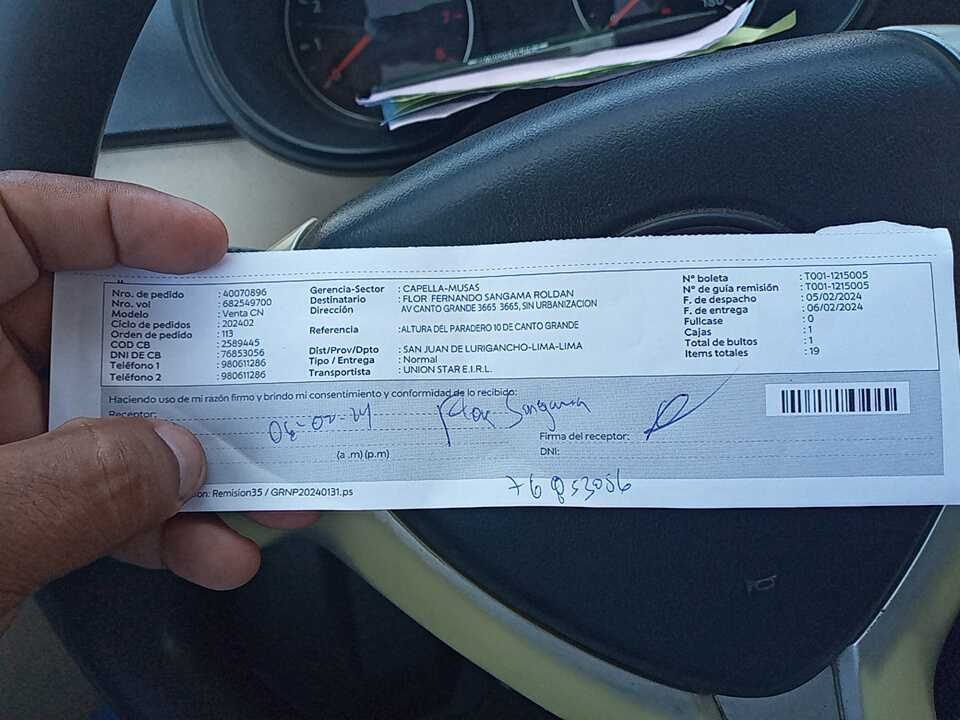 Nro. de pedido : 40070896
Nro. vol : 682549700
Modelo : Venta CN
Ciclo de pedidos : 202402
Orden de pedido : 113
COD CB : 2589445
DNI DE CB : 76853056
Teléfono 1 : 980611286
Teléfono 2 : 980611286
Gerencia-Sector : CAPELLA-MUSAS
Destinatario : FLOR FERNANDO SANGAMA ROLDAN
Dirección AV CANTO GRANDE 3665 3665, SIN URBANIZACION
Referencia : ALTURA DEL PARADERO 10 DE CANTO GRANDE
Dist/Prov/Dpto : SAN JUAN DE LURIGANCHO-LIMA-LIMA
Tipo / Entrega : Normal
Transportista : UNION STAR E.I.R.L.
N° boleta : T001-1215005
N° de guía remisión : T001-1215005
F. de despacho : 05/02/2024
F. de entrega : 06/02/2024
Fullcase : 0
Cajas : 1
Total de bultos : 1
Items totales : 19
Haciendo uso de mi razón firmo y brindo mi consentimiento y conformidad de lo recibido:
Receptor:
Flor Sangama
Firma del receptor:
(a .m) (p.m)
DNI:
76853056
on: Remision35 / GRNP20240131.ps